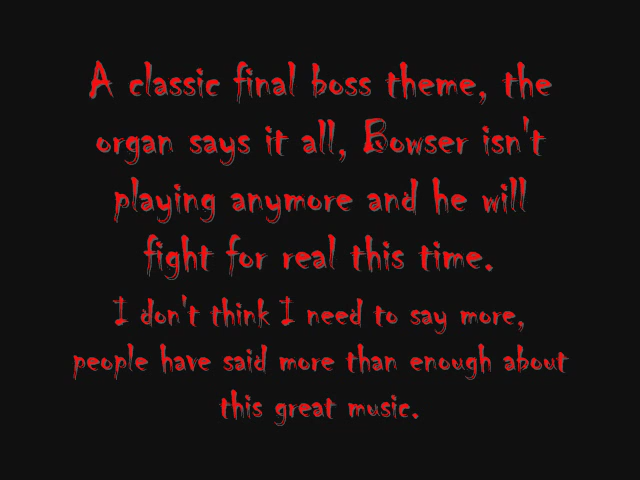 A classic final boss theme, the
organ says it all, Bowser isn't
playing anymore and he will
fight for real this time.
I don't think I need to say more,
people have said more than enough about
this great music.